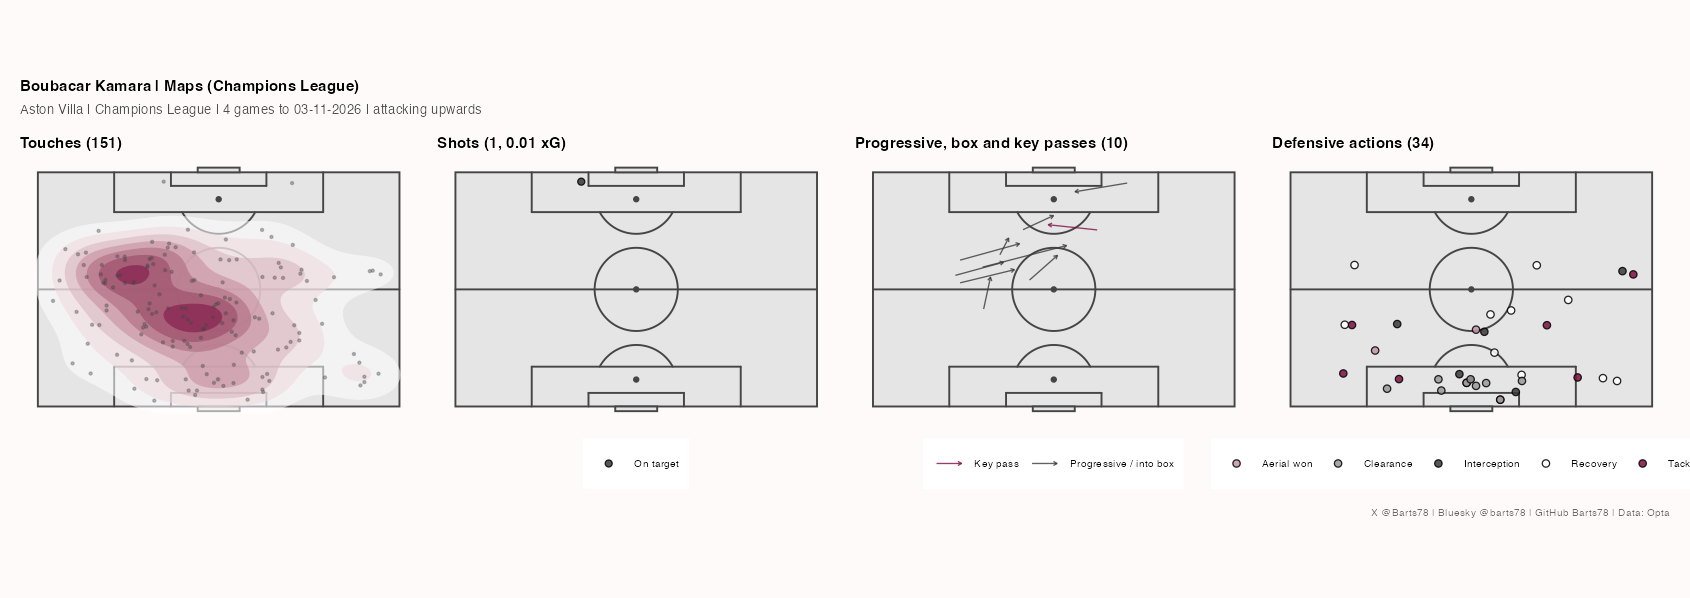 Boubacar Kamara | Maps (Champions League)
Aston Villa | Champions League | 4 games to 03-11-2026 | attacking upwards
Touches (151)
Shots (1, 0.01 xG)
Progressive, box and key passes (10)
Defensive actions (34)
On target
Key pass
Progressive / into box
Aerial won
Clearance
Interception
Recovery
Tack
X @Barts78 | Bluesky @barts78 | GitHub Barts78 | Data: Opta